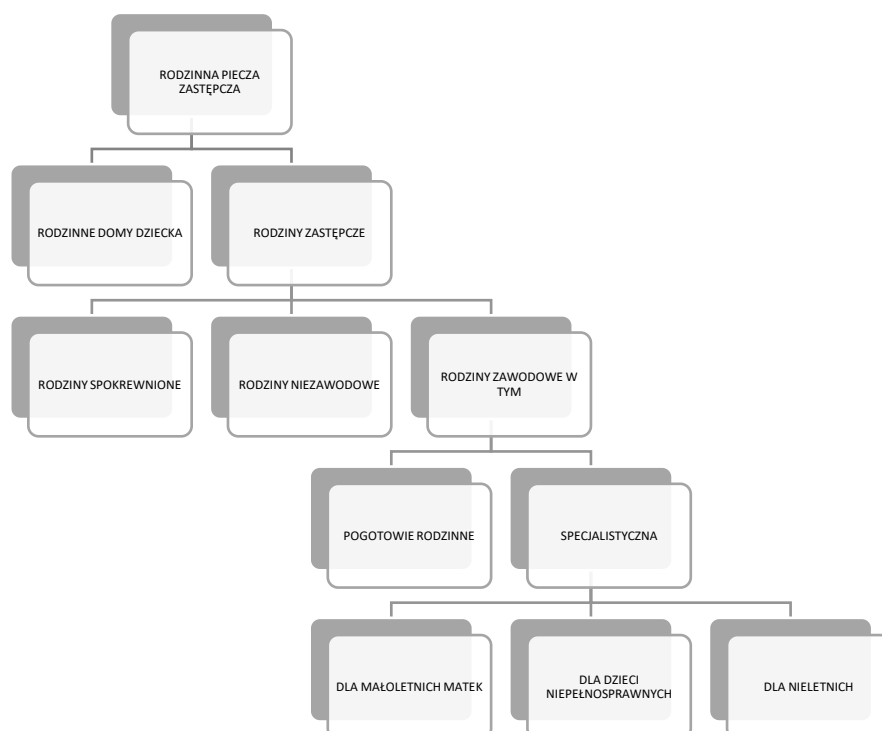 RODZINNA PIECZA
ZASTĘPCZA
RODZINNE DOMY DZIECKA
RODZINY ZASTĘPCZE
RODZINY SPOKREWNIONE
RODZINY NIEZAWODOWE
RODZINY ZAWODOWE W
TYM
POGOTOWIE RODZINNE
SPECJALISTYCZNA
DLA MAŁOLETNICH MATEK
DLA DZIECI
NIEPEŁNOSPRAWNYCH
DLA NIELETNICH